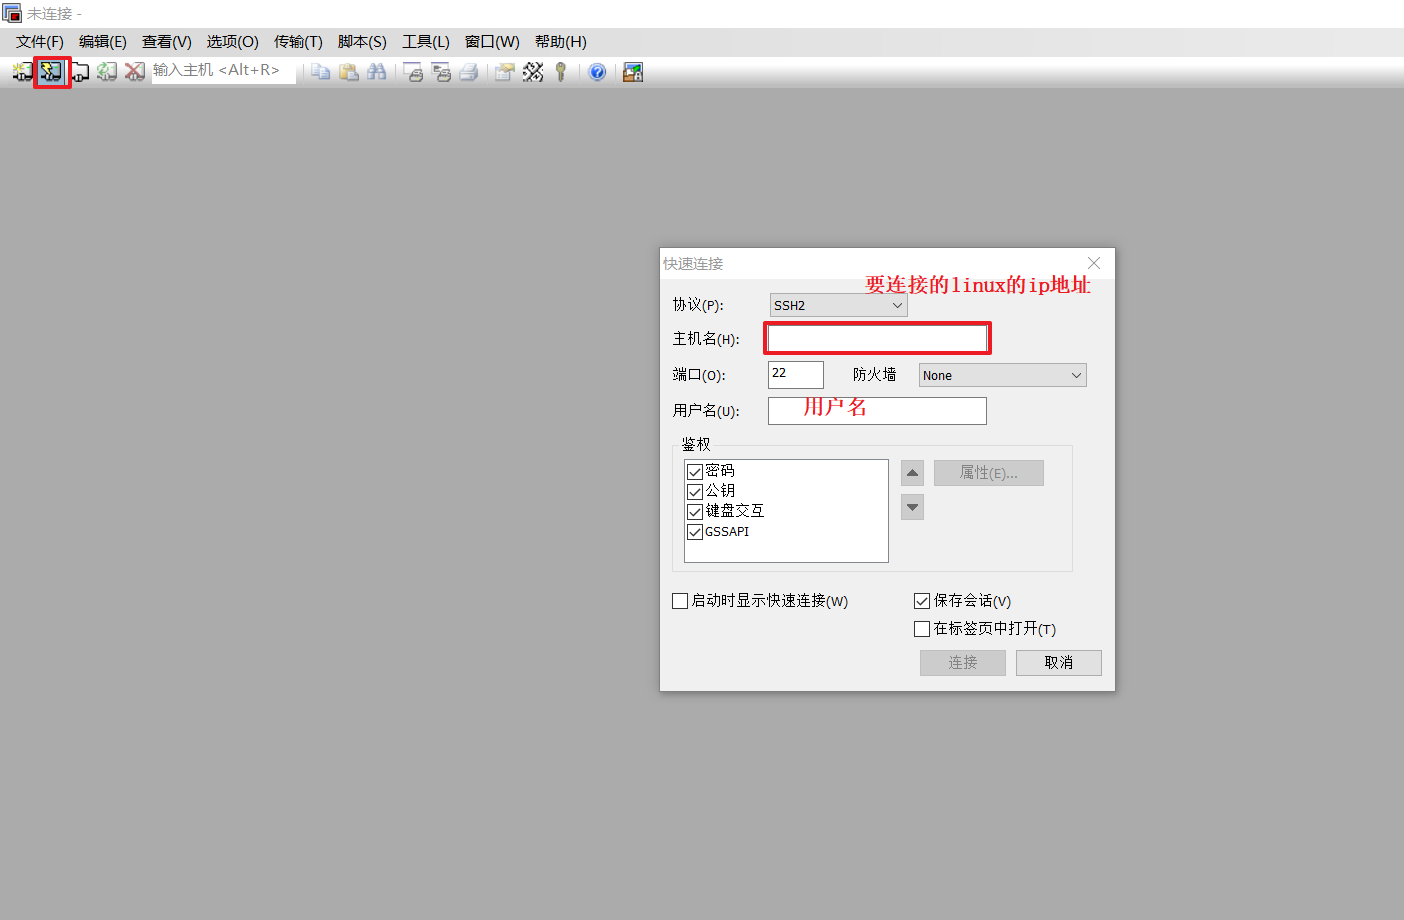 未连接 -
文件(F) 编辑(E) 查看(V) 选项(O) 传输(T) 脚本(S) 工具(L) 窗口(W) 帮助(H)
输入主机 <Alt+R>
快速连接
要连接的linux的ip地址
协议(P): SSH2
主机名(H):
端口(O): 22 防火墙 None
用户名(U): 用户名
鉴权
密码
公钥
键盘交互
GSSAPI
属性(E)...
启动时显示快速连接(W) 保存会话(V)
在标签页中打开(T)
连接 取消